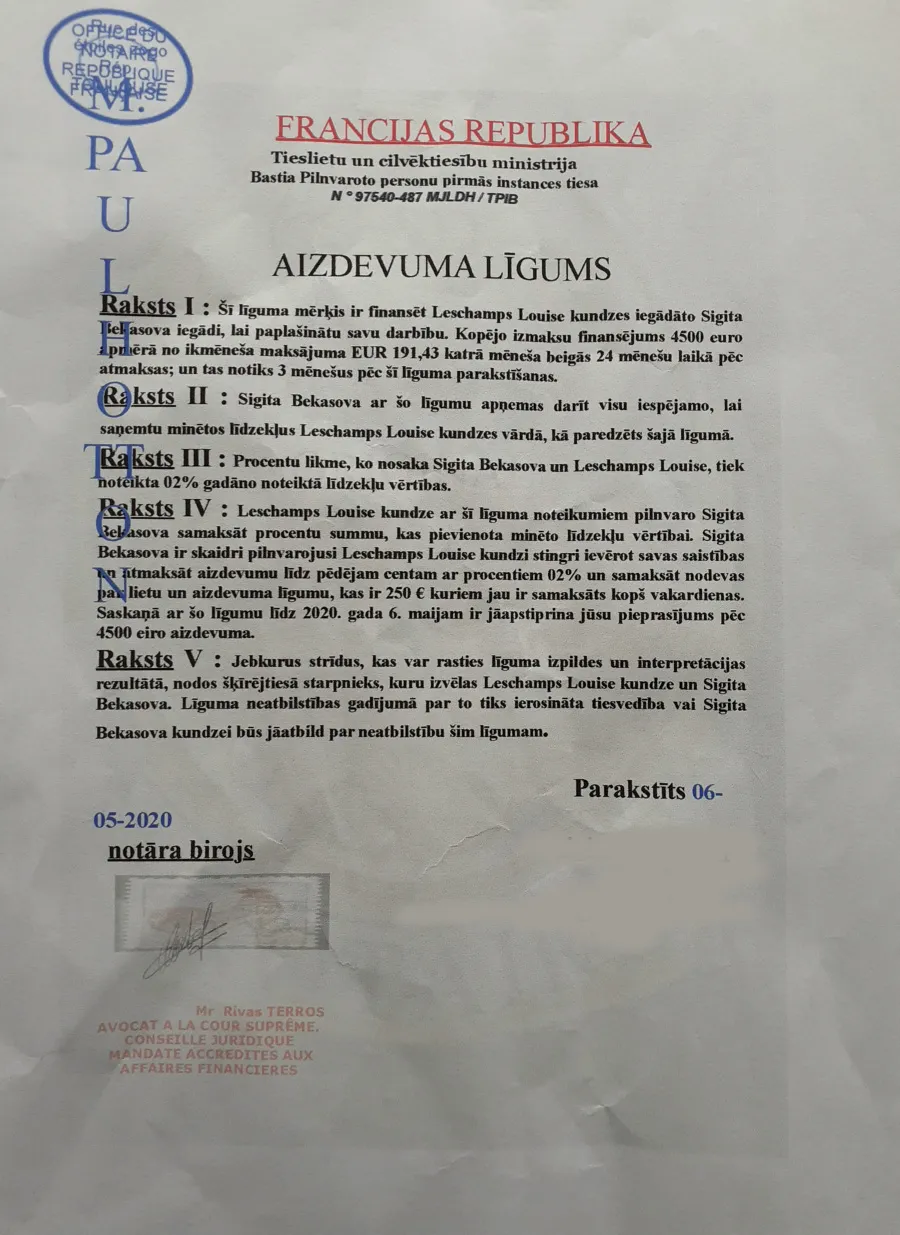 OFFICE DU
NOTAIRE
REPUBLIQUE
FRANÇAISE
Rue des
TOULOUSE
M.
PA
U
L
H
O
TT
O
N
FRANCIJAS REPUBLIKA
Tieslietu un cilvēktiesību ministrija
Bastia Pilnvaroto personu pirmās instances tiesa
N ° 97540-487 MJLDH / TPIB
AIZDEVUMA LĪGUMS
Raksts I : Šī līguma mērķis ir finansēt Leschamps Louise kundzes iegādāto Sigita
Bekasova iegādi, lai paplašinātu savu darbību. Kopējo izmaksu finansējums 4500 euro
apmērā no ikmēneša maksājuma EUR 191,43 katrā mēneša beigās 24 mēnešu laikā pēc
atmaksas; un tas notiks 3 mēnešus pēc šī līguma parakstīšanas.
Raksts II : Sigita Bekasova ar šo līgumu apņemas darīt visu iespējamo, lai
saņemtu minētos līdzekļus Leschamps Louise kundzes vārdā, kā paredzēts šajā līgumā.
Raksts III : Procentu likme, ko nosaka Sigita Bekasova un Leschamps Louise, tiek
noteikta 02% gadāno noteiktā līdzekļu vērtības.
Raksts IV : Leschamps Louise kundze ar šī līguma noteikumiem pilnvaro Sigita
Bekasova samaksāt procentu summu, kas pievienota minēto līdzekļu vērtībai. Sigita
Bekasova ir skaidri pilnvarojusi Leschamps Louise kundzi stingri ievērot savas saistības
un atmaksāt aizdevumu līdz pēdējam centam ar procentiem 02% un samaksāt nodevas
par lietu un aizdevuma līgumu, kas ir 250 € kuriem jau ir samaksāts kopš vakardienas.
Saskaņā ar šo līgumu līdz 2020. gada 6. maijam ir jāapstiprina jūsu pieprasījums pēc
4500 eiro aizdevuma.
Raksts V : Jebkurus strīdus, kas var rasties līguma izpildes un interpretācijas
rezultātā, nodos šķīrējtiesā starpnieks, kuru izvēlas Leschamps Louise kundze un Sigita
Bekasova. Līguma neatbilstības gadījumā par to tiks ierosināta tiesvedība vai Sigita
Bekasova kundzei būs jāatbild par neatbilstību šim līgumam.
Parakstīts 06-
05-2020
notāra birojs
Mr Rivas TERROS
AVOCAT A LA COUR SUPRÊME.
CONSEILLE JURIDIQUE
MANDATE ACCREDITES AUX
AFFAIRES FINANCIERES